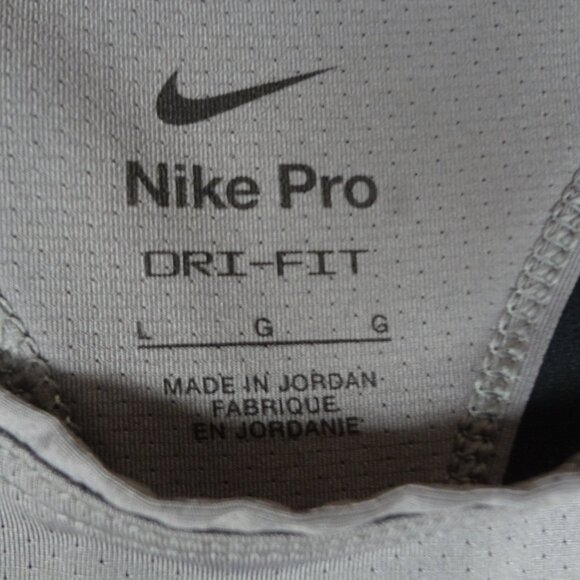 Nike Pro
DRI-FIT
L G G
MADE IN JORDAN
FABRIQUE
EN JORDANIE